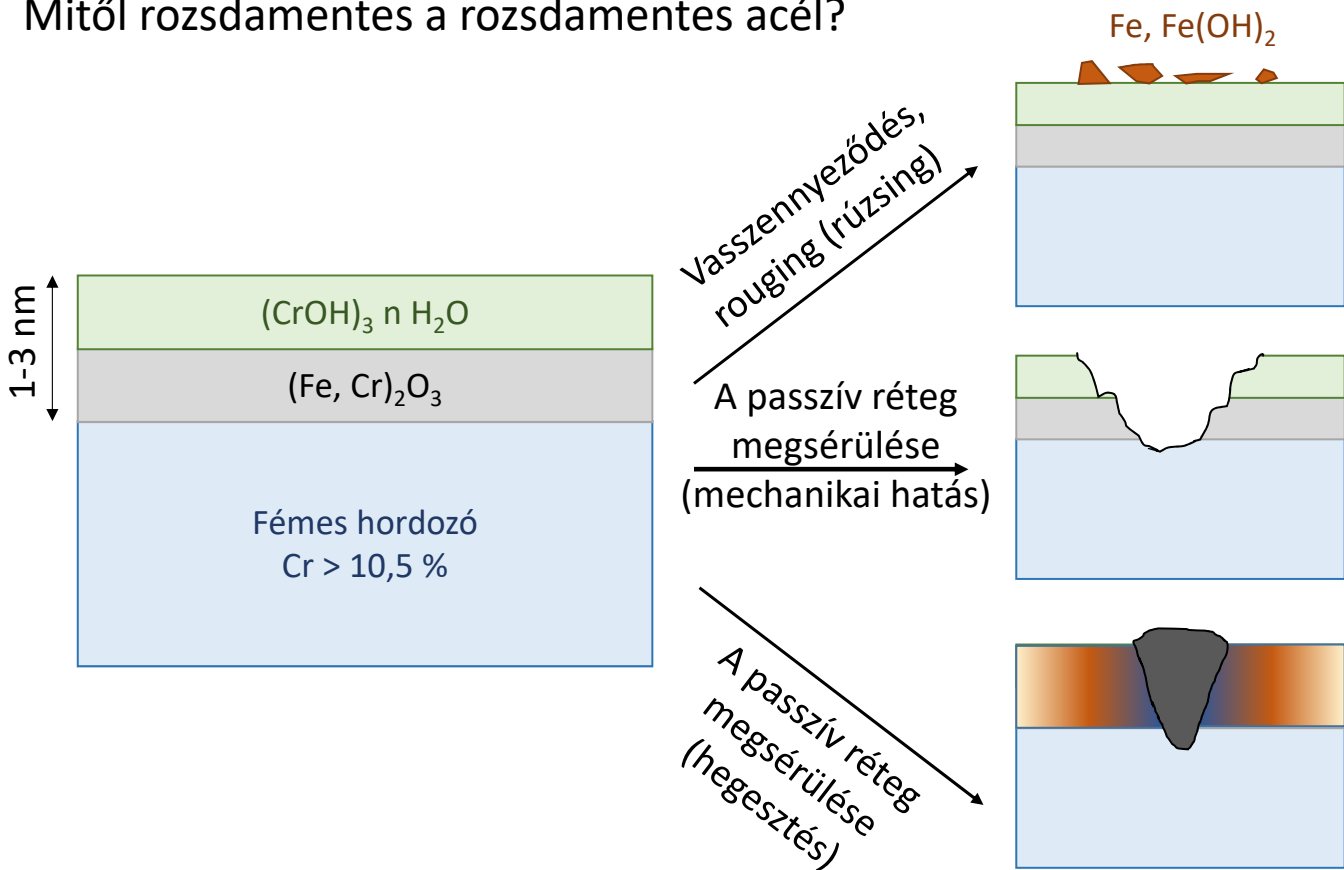 Mitől rozsdamentes a rozsdamentes acél?
Fe, Fe(OH)₂
Vasszennyeződés,
rouging (rúzsing)
1-3 nm
(CrOH)₃ n H₂O
(Fe, Cr)₂O₃
Fémes hordozó
Cr > 10,5 %
A passzív réteg
megsérülése
(mechanikai hatás)
A passzív réteg
megsérülése
(hegesztés)